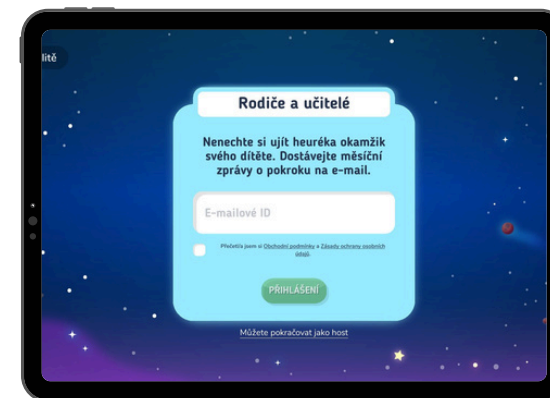 litě
Rodiče a učitelé
Nenechte si ujít heuréka okamžik
svého dítěte. Dostávejte měsíční
zprávy o pokroku na e-mail.
E-mailové ID
Přečetl/a jsem si Obchodní podmínky a Zásady ochrany osobních
údajů.
PŘIHLÁŠENÍ
Můžete pokračovat jako host